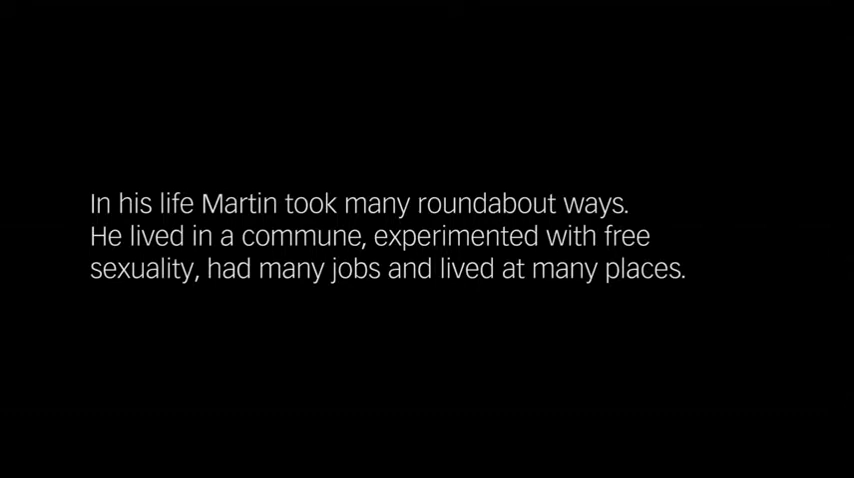 In his life Martin took many roundabout ways.
He lived in a commune, experimented with free
sexuality, had many jobs and lived at many places.